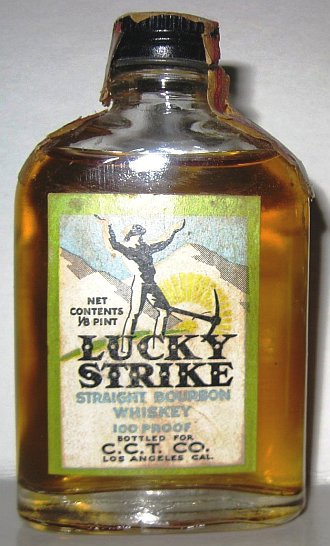 NET
CONTENTS
1/8 PINT
LUCKY
STRIKE
STRAIGHT BOURBON
WHISKEY
100 PROOF
BOTTLED FOR
C.C.T. CO.
LOS ANGELES CAL.